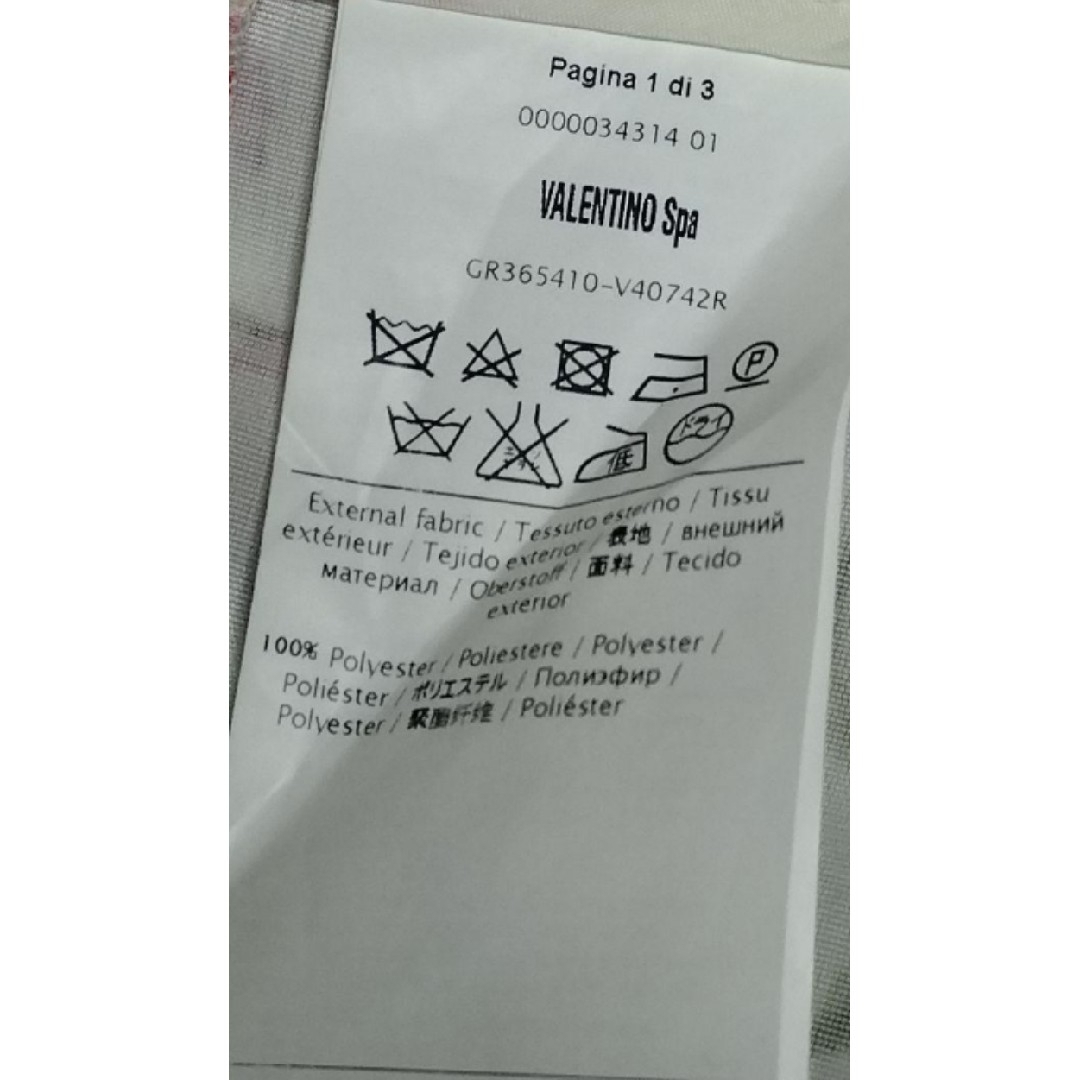 Pagina 1 di 3
0000034314 01
VALENTINO Spa
GR365410-V40742R
P
低 ドライ
External fabric / Tessuto esterno / Tissu
extérieur / Tejido exterior / 表地 / внешний
материал / Oberstoff / 面料 / Tecido
exterior
100% Polyester / Poliestere / Polyester /
Poliéster / ポリエステル / Полиэфир /
Polyester / 聚酯纤维 / Poliéster